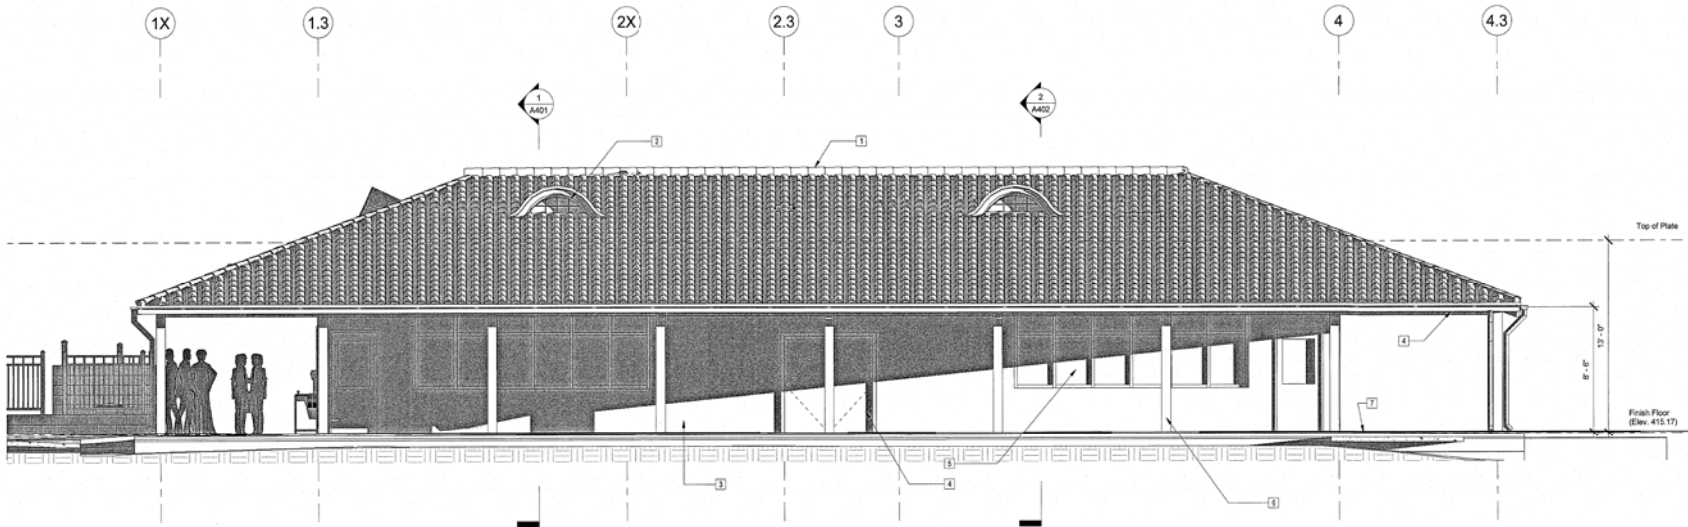 1X 1.3 2X 2.3 3 4 4.3
1
A401
2
A402
2
1
Top of Plate
4
13' - 0"
8' - 6"
7
Finish Floor
(Elev. 415.17)
5
3
4
6